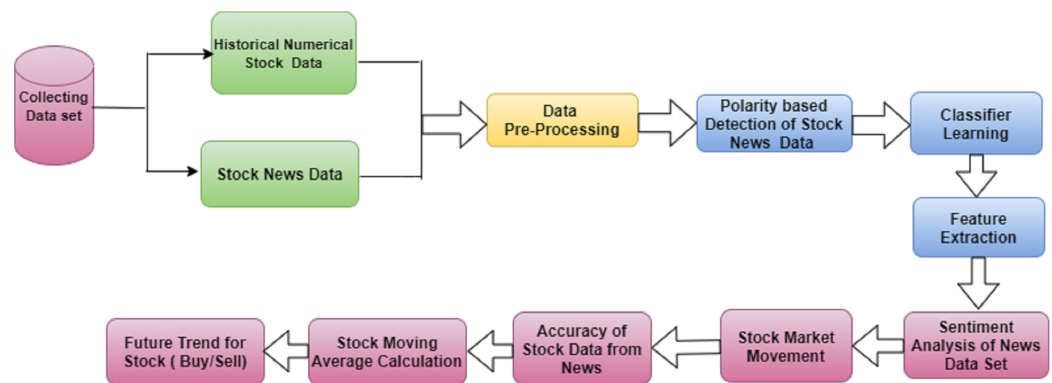 Collecting
Data set
Historical Numerical
Stock Data
Stock News Data
Data
Pre-Processing
Polarity based
Detection of Stock
News Data
Classifier
Learning
Feature
Extraction
Sentiment
Analysis of News
Data Set
Stock Market
Movement
Accuracy of
Stock Data from
News
Stock Moving
Average Calculation
Future Trend for
Stock ( Buy/Sell)